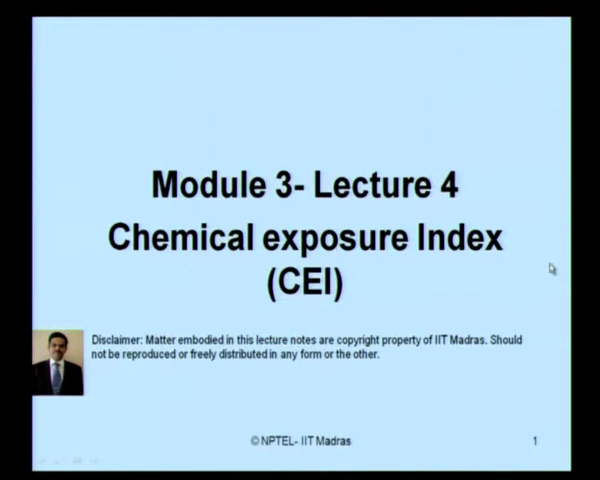 Module 3- Lecture 4
Chemical exposure Index
(CEI)
Disclaimer: Matter embodied in this lecture notes are copyright property of IIT Madras. Should
not be reproduced or freely distributed in any form or the other.
© NPTEL- IIT Madras
1